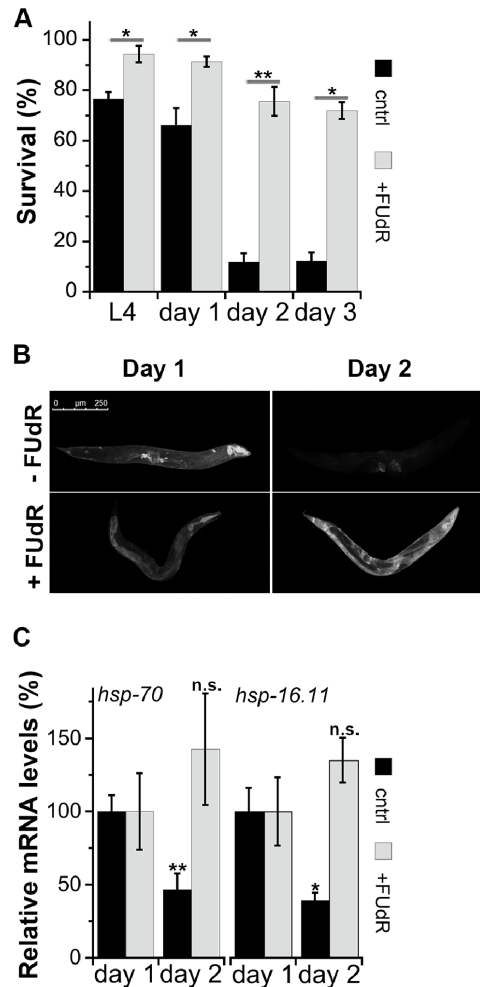 A
Survival (%)
100
80
60
40
20
0
*
*
**
*
L4
day 1
day 2
day 3
cntrl
+FUdR
B
Day 1
Day 2
- FUdR
+ FUdR
0 µm 250
C
Relative mRNA levels (%)
150
100
50
0
hsp-70
n.s.
hsp-16.11
n.s.
**
*
day 1
day 2
day 1
day 2
cntrl
+FUdR